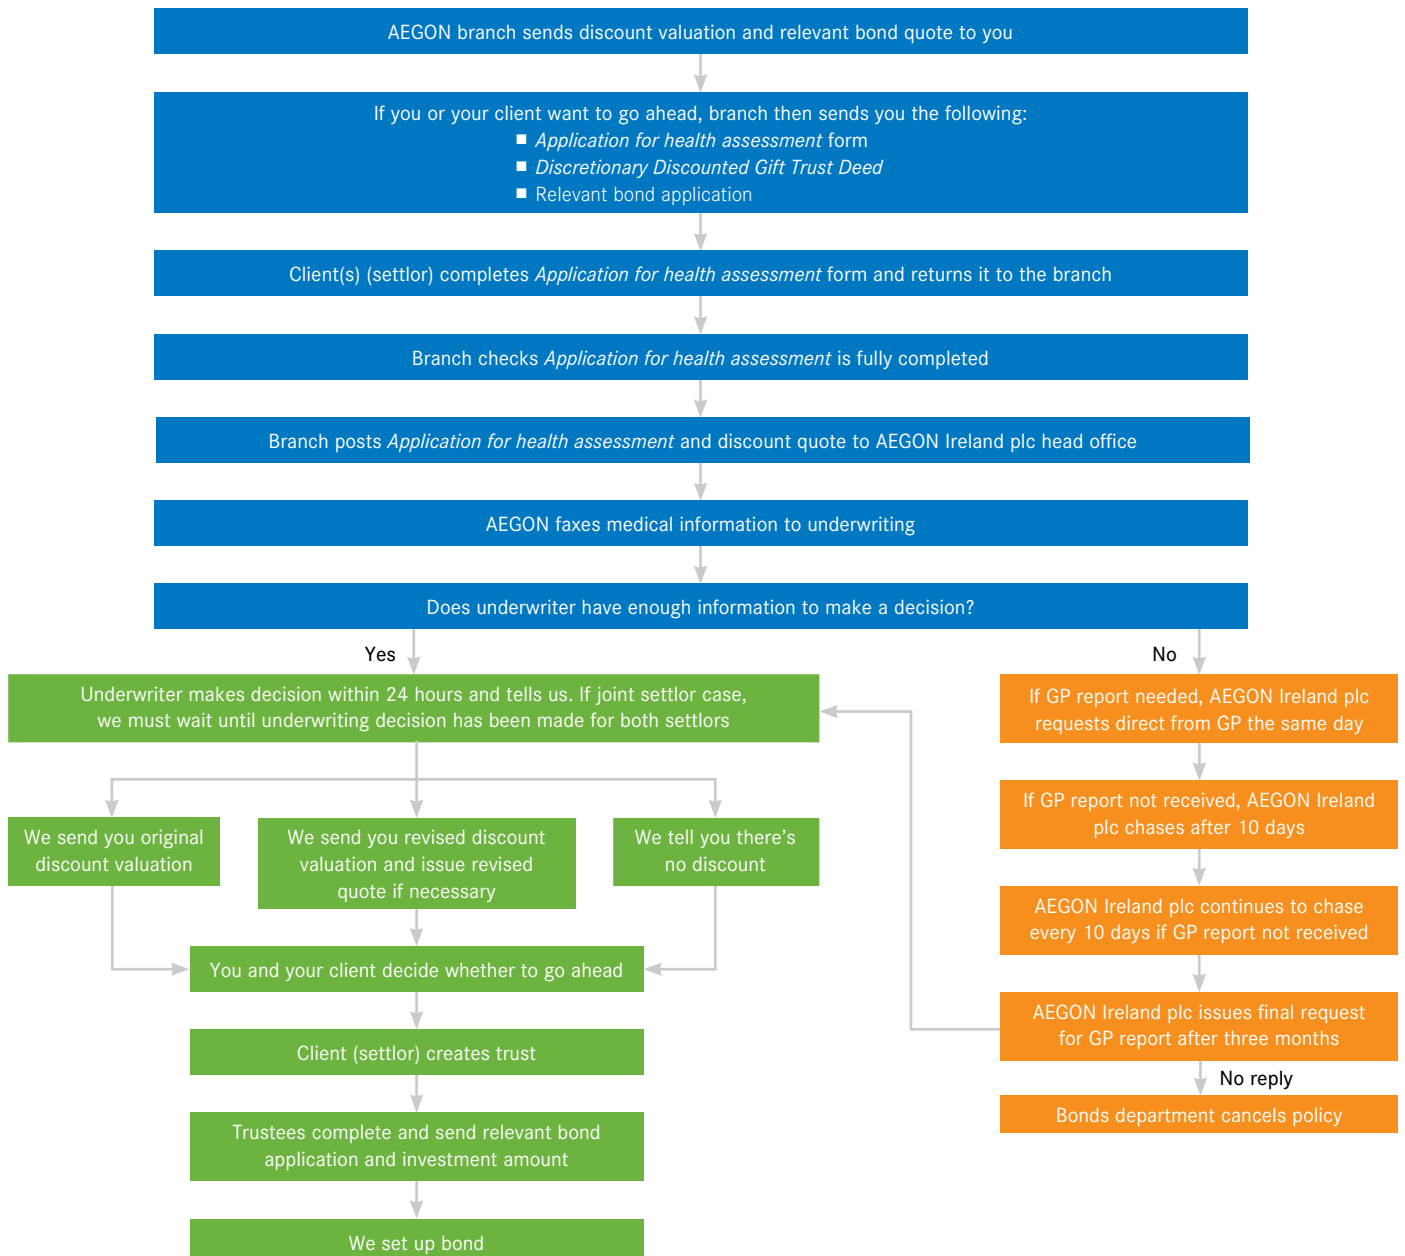 AEGON branch sends discount valuation and relevant bond quote to you
If you or your client want to go ahead, branch then sends you the following:
■ Application for health assessment form
■ Discretionary Discounted Gift Trust Deed
■ Relevant bond application
Client(s) (settlor) completes Application for health assessment form and returns it to the branch
Branch checks Application for health assessment is fully completed
Branch posts Application for health assessment and discount quote to AEGON Ireland plc head office
AEGON faxes medical information to underwriting
Does underwriter have enough information to make a decision?
Yes
Underwriter makes decision within 24 hours and tells us. If joint settlor case,
we must wait until underwriting decision has been made for both settlors
We send you original
discount valuation
We send you revised discount
valuation and issue revised
quote if necessary
We tell you there's
no discount
You and your client decide whether to go ahead
Client (settlor) creates trust
Trustees complete and send relevant bond
application and investment amount
We set up bond
No
If GP report needed, AEGON Ireland plc
requests direct from GP the same day
If GP report not received, AEGON Ireland
plc chases after 10 days
AEGON Ireland plc continues to chase
every 10 days if GP report not received
AEGON Ireland plc issues final request
for GP report after three months
No reply
Bonds department cancels policy